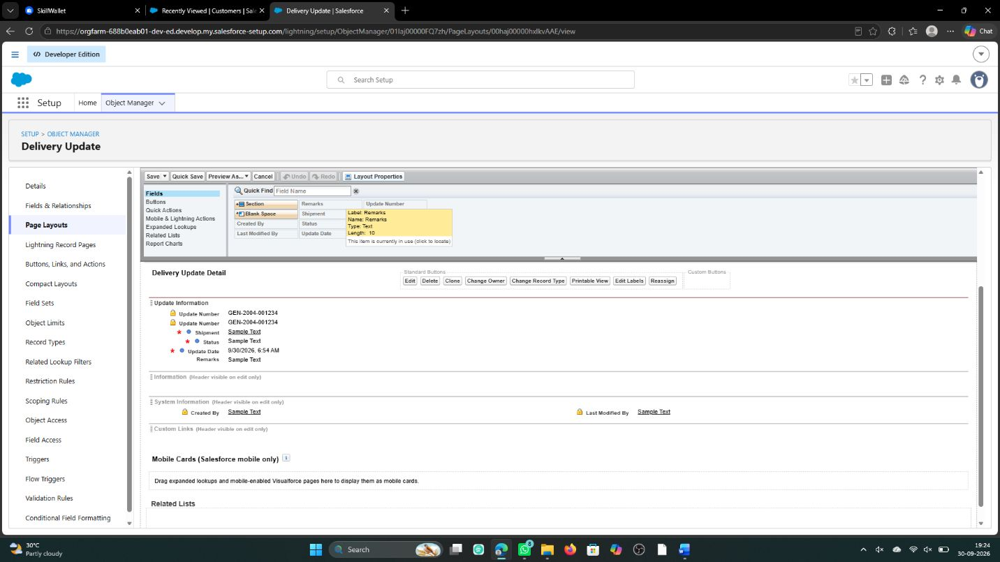 SkillWallet
Recently Viewed | Customers | Sale
Delivery Update | Salesforce
https://orgfarm-688b0eab01-dev-ed.develop.my.salesforce-setup.com/lightning/setup/ObjectManager/01Iaj00000FQ7zh/PageLayouts/00haj00000hxIkvAAE/view
Chat
Developer Edition
Search Setup
Setup
Home
Object Manager
SETUP > OBJECT MANAGER
Delivery Update
Details
Fields & Relationships
Page Layouts
Lightning Record Pages
Buttons, Links, and Actions
Compact Layouts
Field Sets
Object Limits
Record Types
Related Lookup Filters
Restriction Rules
Scoping Rules
Object Access
Field Access
Triggers
Flow Triggers
Validation Rules
Conditional Field Formatting
Save Quick Save Preview As... Cancel Undo Redo Layout Properties
Fields
Buttons
Quick Actions
Mobile & Lightning Actions
Expanded Lookups
Related Lists
Report Charts
Quick Find Field Name
Section Remarks Update Number
Blank Space Shipment
Created By Status
Last Modified By Update Date
Label: Remarks
Name: Remarks
Type: Text
Length: 10
This item is currently in use (click to locate)
Delivery Update Detail
Standard Buttons
Edit Delete Clone Change Owner Change Record Type Printable View Edit Labels Reassign
Custom Buttons
Update Information
Update Number GEN-2004-001234
Update Number GEN-2004-001234
* Shipment Sample Text
* Status Sample Text
* Update Date 9/30/2026, 6:54 AM
Remarks Sample Text
Information (Header visible on edit only)
System Information (Header visible on edit only)
Created By Sample Text Last Modified By Sample Text
Custom Links (Header visible on edit only)
Mobile Cards (Salesforce mobile only) i
Drag expanded lookups and mobile-enabled Visualforce pages here to display them as mobile cards.
Related Lists
30°C
Partly cloudy
Search
8
19:24
30-09-2026